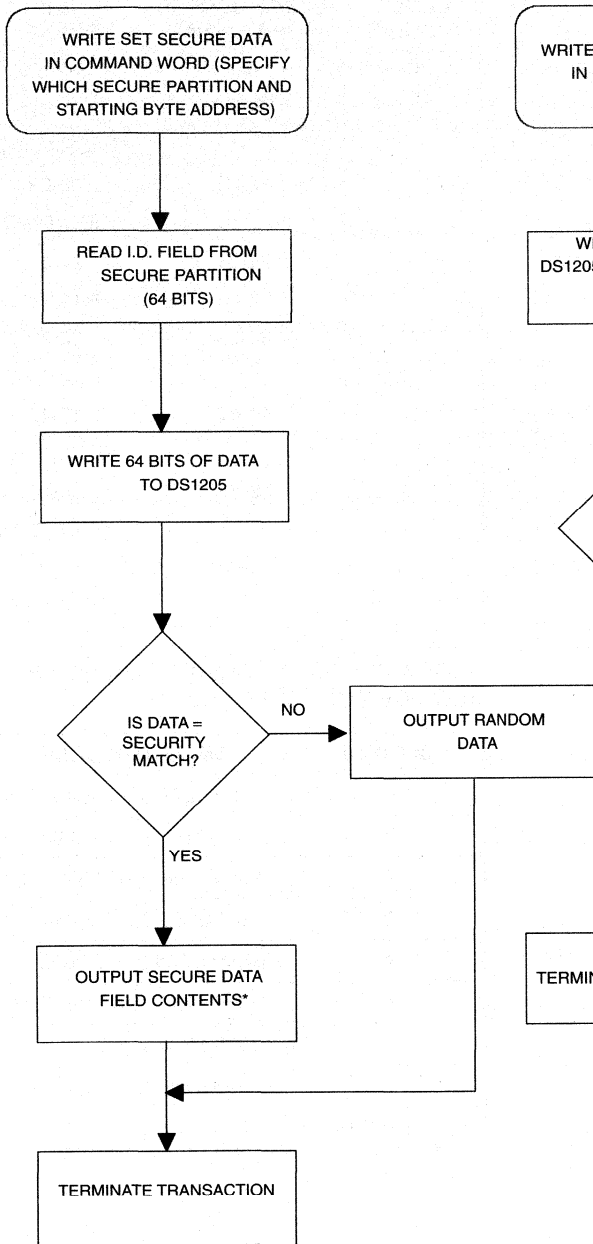 WRITE SET SECURE DATA
IN COMMAND WORD (SPECIFY
WHICH SECURE PARTITION AND
STARTING BYTE ADDRESS)
READ I.D. FIELD FROM
SECURE PARTITION
(64 BITS)
WRITE 64 BITS OF DATA
TO DS1205
IS DATA =
SECURITY
MATCH?
NO
OUTPUT RANDOM
DATA
YES
OUTPUT SECURE DATA
FIELD CONTENTS*
TERMINATE TRANSACTION
WRITE
IN
DS1205